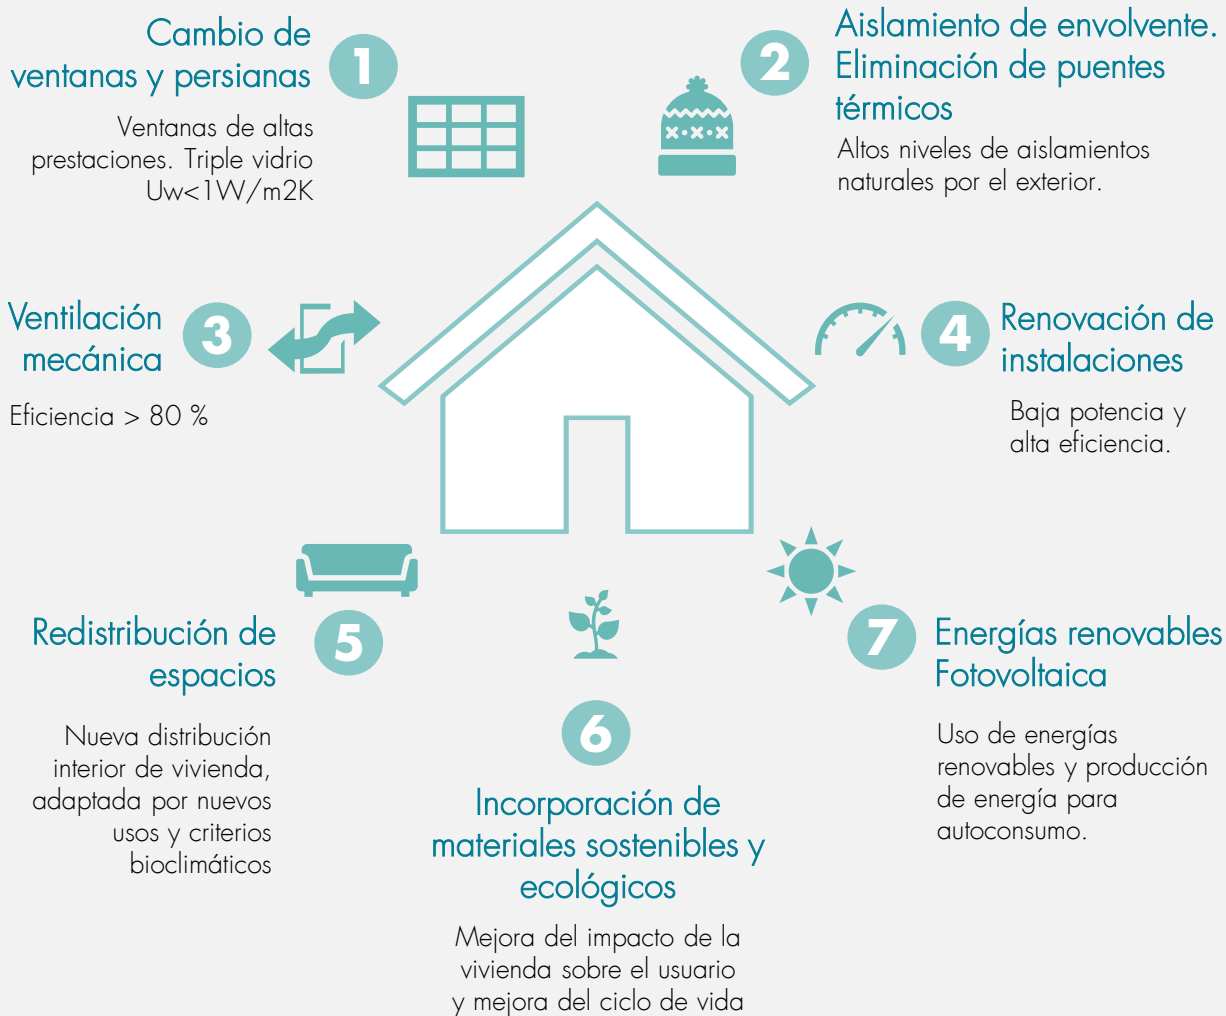 Cambio de
ventanas y persianas
1
Ventanas de altas
prestaciones. Triple vidrio
Uw<1W/m2K
2
Aislamiento de envolvente.
Eliminación de puentes
térmicos
Altos niveles de aislamientos
naturales por el exterior.
Ventilación
mecánica
3
Eficiencia > 80 %
4
Renovación de
instalaciones
Baja potencia y
alta eficiencia.
Redistribución de
espacios
5
Nueva distribución
interior de vivienda,
adaptada por nuevos
usos y criterios
bioclimáticos
6
Incorporación de
materiales sostenibles y
ecológicos
Mejora del impacto de la
vivienda sobre el usuario
y mejora del ciclo de vida
7
Energías renovables
Fotovoltaica
Uso de energías
renovables y producción
de energía para
autoconsumo.